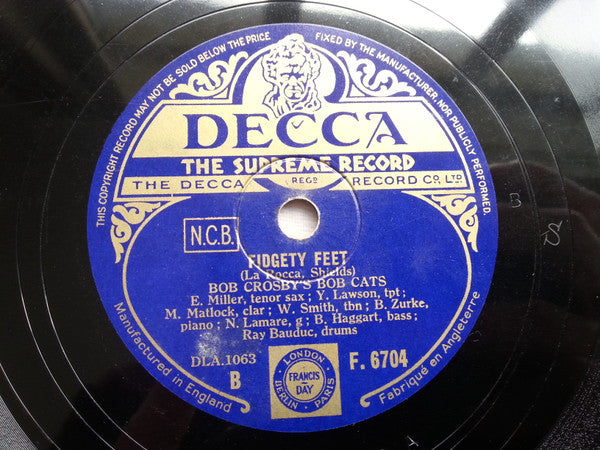 THIS COPYRIGHT RECORD MAY NOT BE SOLD BELOW THE PRICE FIXED BY THE MANUFACTURER, NOR PUBLICLY PERFORMED.
DECCA
THE SUPREME RECORD
THE DECCA REGD RECORD CO. LTD.
N.C.B.
FIDGETY FEET
(La Rocca, Shields)
BOB CROSBY'S BOB CATS
E. Miller, tenor sax; Y. Lawson, tpt;
M. Matlock, clar; W. Smith, tbn; B. Zurke,
piano; N. Lamare, g; B. Haggart, bass;
Ray Bauduc, drums
DLA.1063
B
F. 6704
LONDON
FRANCIS
DAY
BERLIN PARIS
Manufactured in England
Fabriqué en Angleterre
B